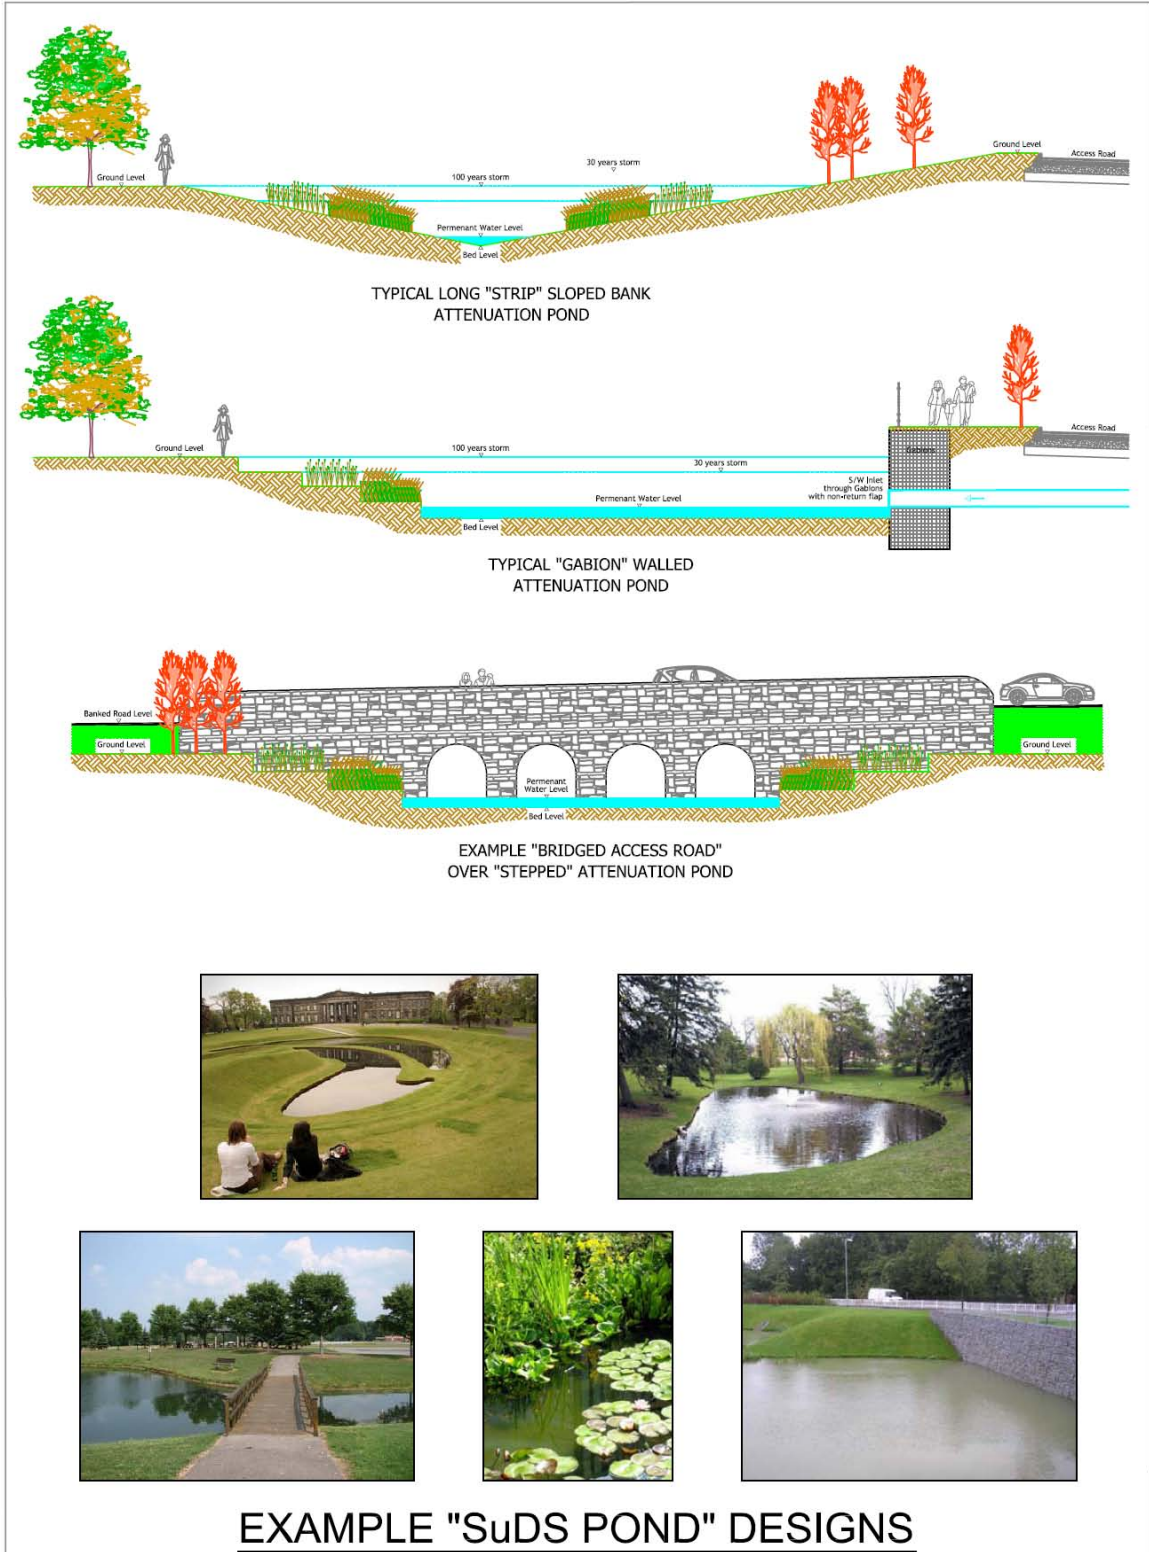 30 years storm
Ground Level
Access Road
Ground Level
100 years storm
Permenant Water Level
Bed Level
TYPICAL LONG "STRIP" SLOPED BANK
ATTENUATION POND
Access Road
Ground Level
100 years storm
Gabions
30 years storm
S/W Inlet
through Gabions
with non-return flap
Permenant Water Level
Bed Level
TYPICAL "GABION" WALLED
ATTENUATION POND
Banked Road Level
Ground Level
Ground Level
Permenant
Water Level
Bed Level
EXAMPLE "BRIDGED ACCESS ROAD"
OVER "STEPPED" ATTENUATION POND
EXAMPLE "SuDS POND" DESIGNS